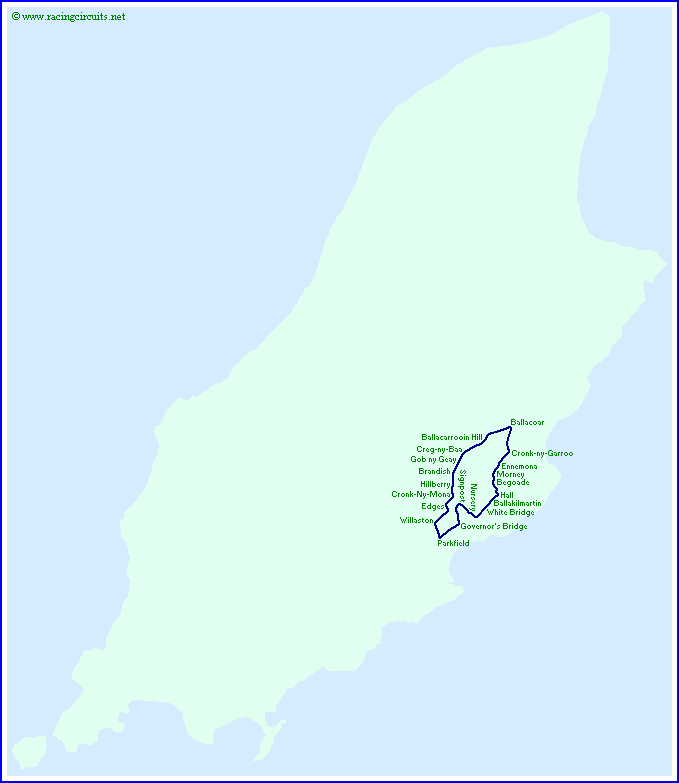 © www.racingcircuits.net
Ballacoar
Ballacarrooin Hill
Creg-ny-Baa
Cronk-ny-Garroo
Gob ny Geay
Ennemona
Brandish
Morney
Signpost
Begoade
Hillberry
Nursery
Cronk-Ny-Mona
Hall
Edges
Ballakilmartin
White Bridge
Willaston
Governor's Bridge
Parkfield